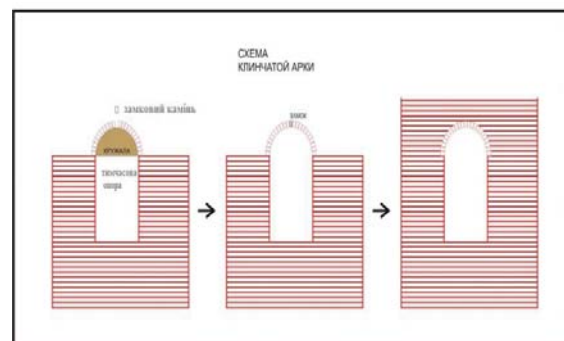 СХЕМА
КЛИНЧАТОЙ АРКИ
замковий камінь
КРУЖАЛА
тимчасова
опора
ЗАМОК